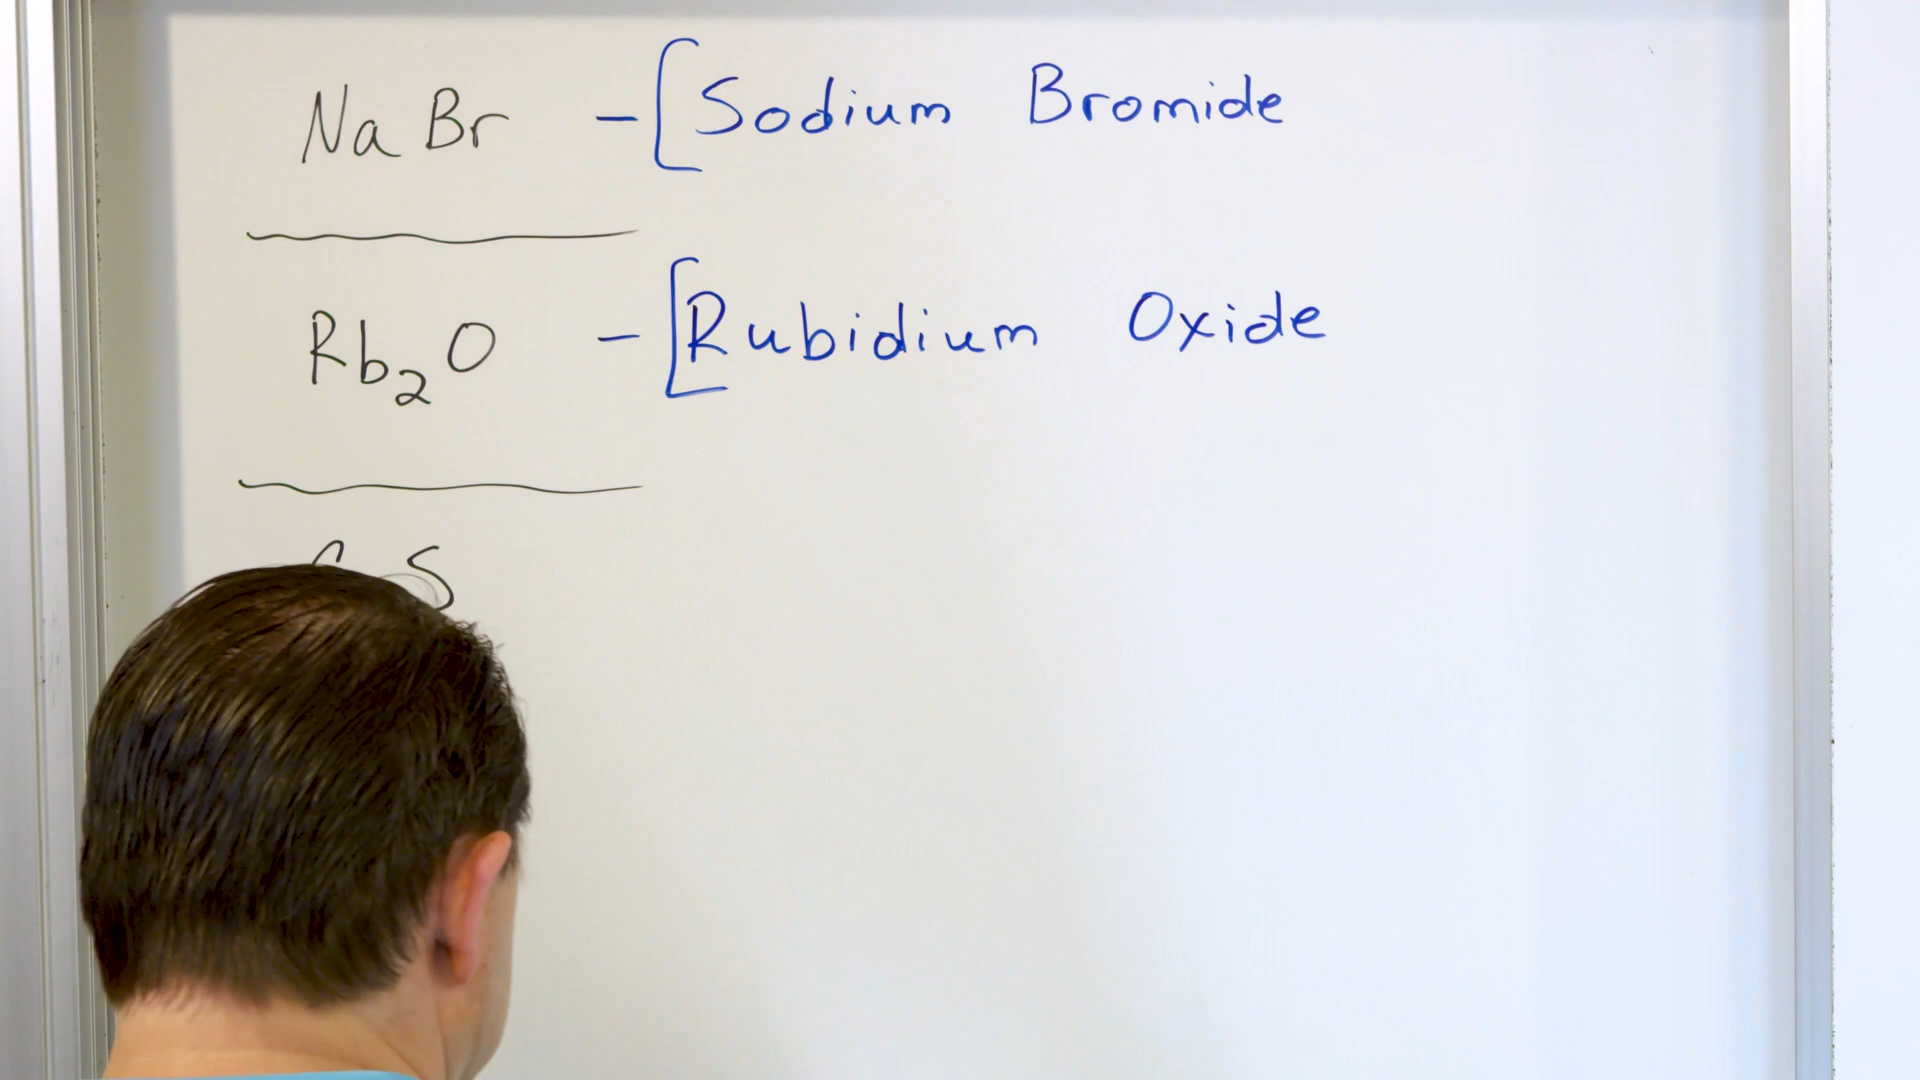 NaBr - [Sodium Bromide
Rb₂O - [Rubidium Oxide